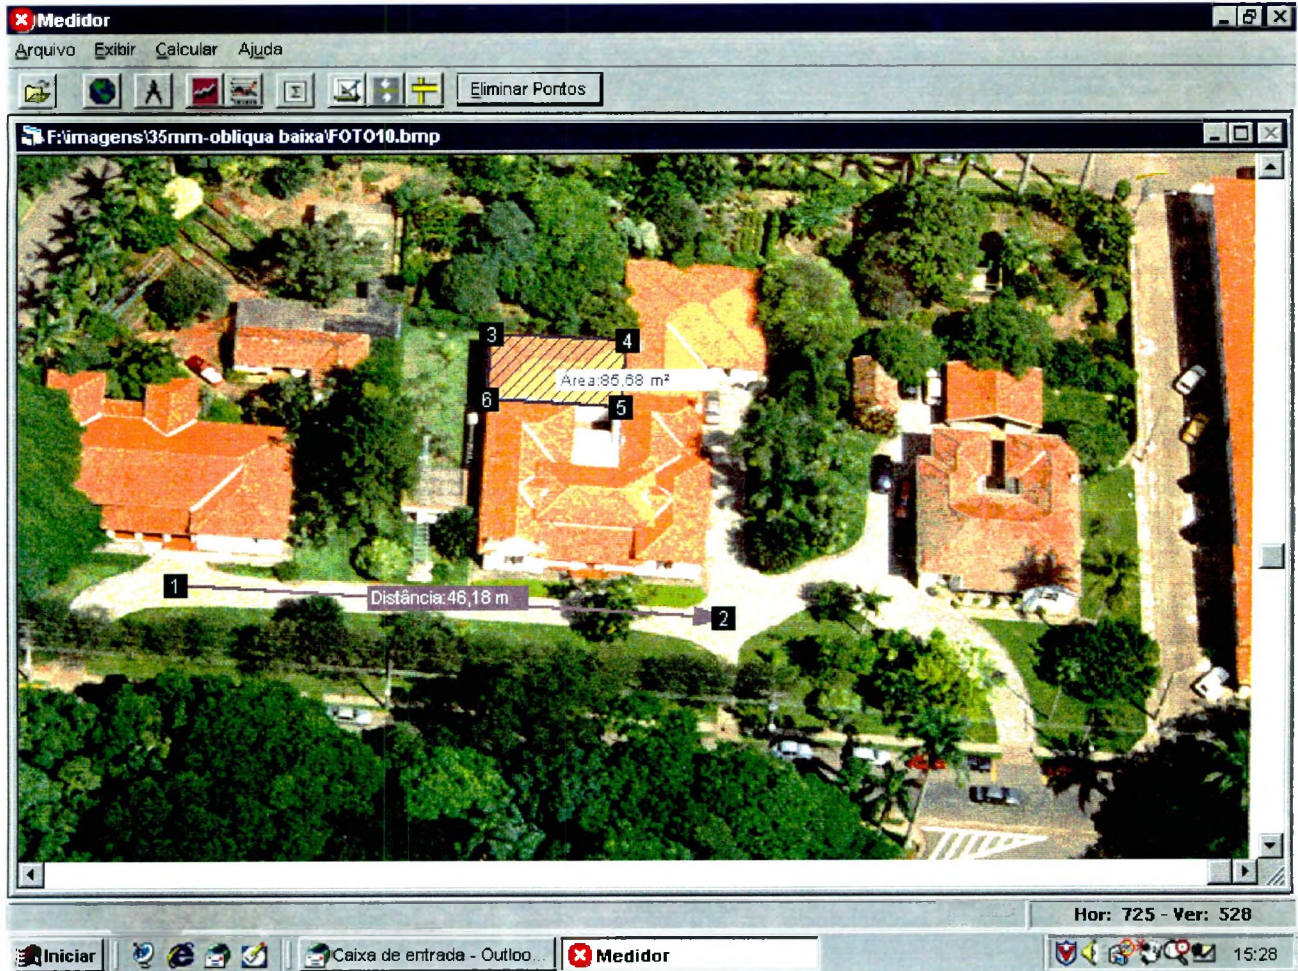 Medidor
Arquivo Exibir Calcular Ajuda
Σ Eliminar Pontos
F:\imagens\35mm-obliqua baixa\FOTO10.bmp
3
4
Area:85,68 m²
6
5
1
Distância:46,18 m
2
Hor: 725 - Ver: 528
Iniciar Caixa de entrada - Outloo... Medidor 15:28